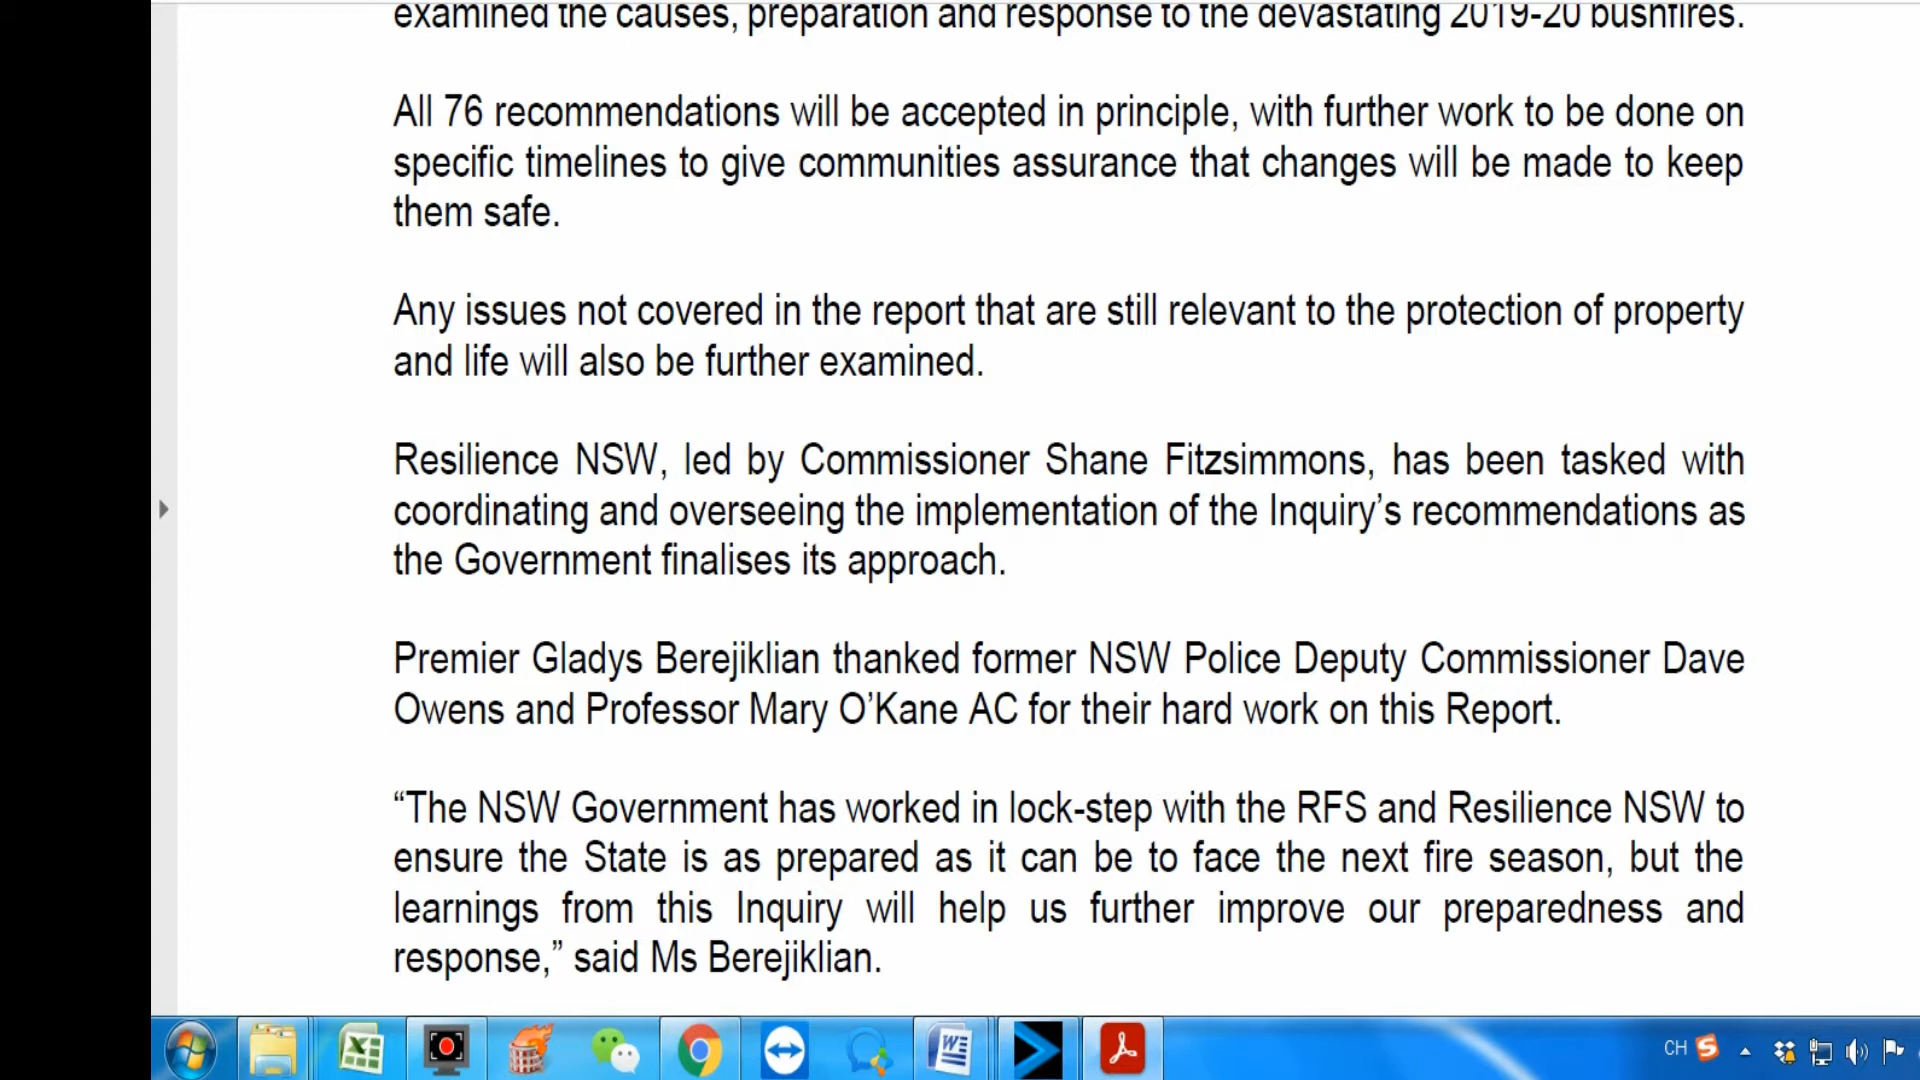 examined the causes, preparation and response to the devastating 2019-20 bushfires.
All 76 recommendations will be accepted in principle, with further work to be done on
specific timelines to give communities assurance that changes will be made to keep
them safe.
Any issues not covered in the report that are still relevant to the protection of property
and life will also be further examined.
Resilience NSW, led by Commissioner Shane Fitzsimmons, has been tasked with
coordinating and overseeing the implementation of the Inquiry’s recommendations as
the Government finalises its approach.
Premier Gladys Berejiklian thanked former NSW Police Deputy Commissioner Dave
Owens and Professor Mary O’Kane AC for their hard work on this Report.
“The NSW Government has worked in lock-step with the RFS and Resilience NSW to
ensure the State is as prepared as it can be to face the next fire season, but the
learnings from this Inquiry will help us further improve our preparedness and
response,” said Ms Berejiklian.
CH